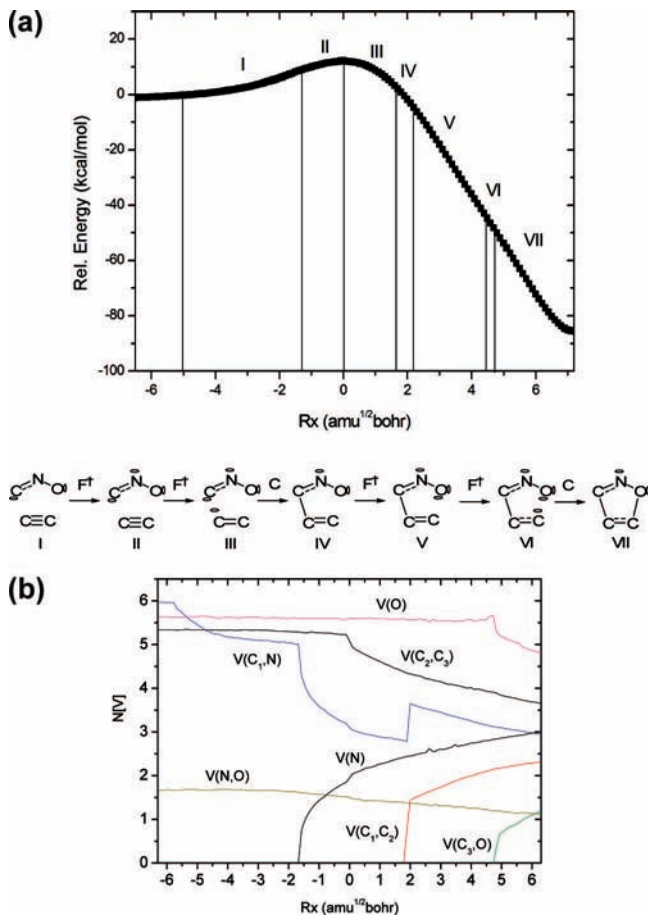 (a)
20
0
-20
-40
-60
-80
-100
Rel. Energy (kcal/mol)
I
II
III
IV
V
VI
VII
-6 -4 -2 0 2 4 6
Rx (amu1/2bohr)
F† F† C F† F† C
I II III IV V VI VII
(b)
6
5
4
3
2
1
0
N[V]
V(O)
V(C1,N)
V(C2,C3)
V(N)
V(N,O)
V(C1,C2)
V(C3,O)
-6 -5 -4 -3 -2 -1 0 1 2 3 4 5 6
Rx (amu1/2bohr)